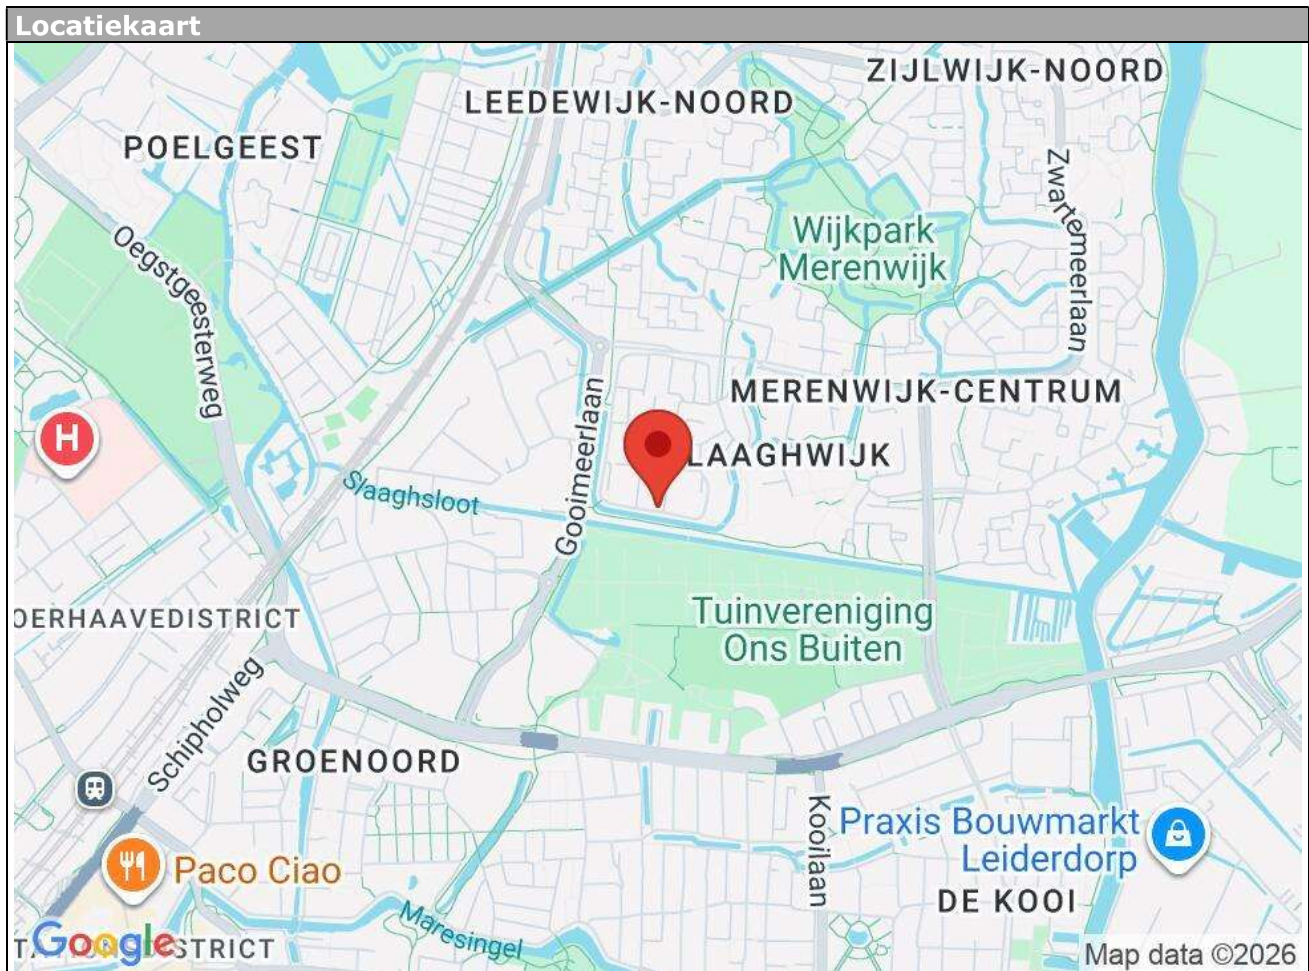 Locatiekaart
ZIJLWIJK-NOORD
LEEDEWIJK-NOORD
POELGEEST
Zwartemeerlaan
Wijkpark
Merenwijk
Oegstgeesterweg
MERENWIJK-CENTRUM
Gooimeerlaan
H
LAAGHWIJK
Slaaghsloot
Tuinvereniging
Ons Buiten
OERHAAVEDISTRICT
Schipholweg
GROENOORD
Kooilaan
Praxis Bouwmarkt
Leiderdorp
Paco Ciao
DE KOOI
Maresingel
Google
STRICT
Map data ©2026